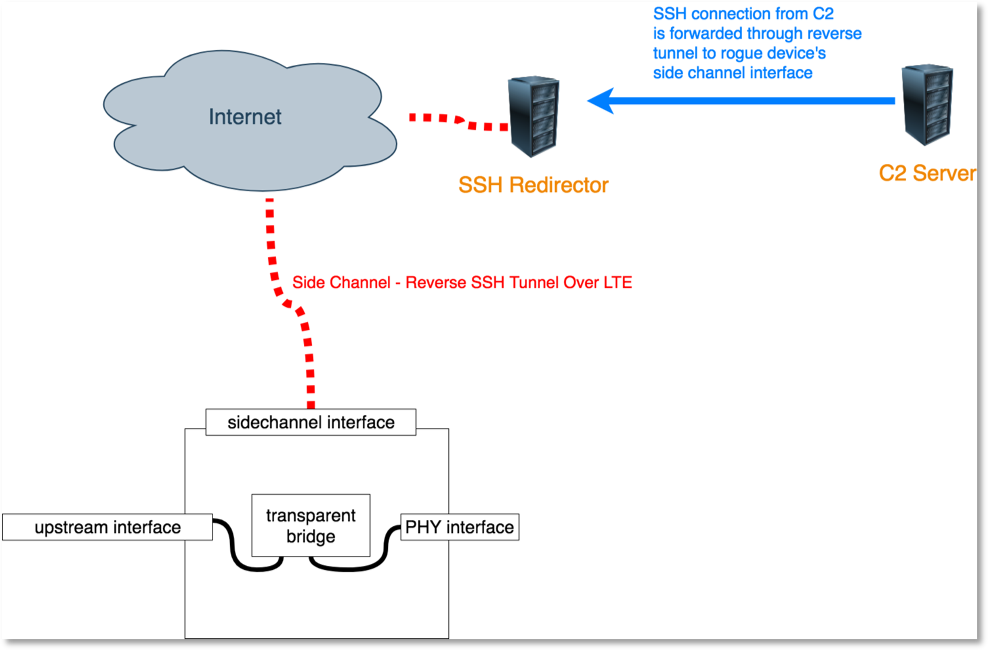 SSH connection from C2
is forwarded through reverse
tunnel to rogue device's
side channel interface
Internet
SSH Redirector
C2 Server
Side Channel - Reverse SSH Tunnel Over LTE
sidechannel interface
upstream interface
transparent
bridge
PHY interface